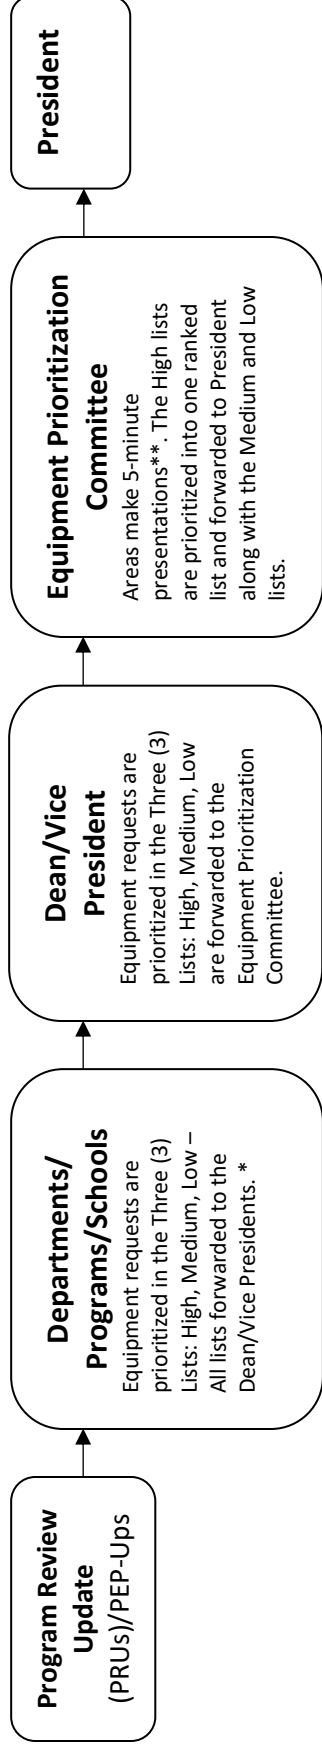 Program Review
Update
(PRUs)/PEP-Ups
Departments/
Programs/Schools
Equipment requests are
prioritized in the Three (3)
Lists: High, Medium, Low –
All lists forwarded to the
Dean/Vice Presidents. *
Dean/Vice
President
Equipment requests are
prioritized in the Three (3)
Lists: High, Medium, Low
are forwarded to the
Equipment Prioritization
Committee.
Equipment Prioritization
Committee
Areas make 5-minute
presentations**. The High lists
are prioritized into one ranked
list and forwarded to President
along with the Medium and Low
lists.
President